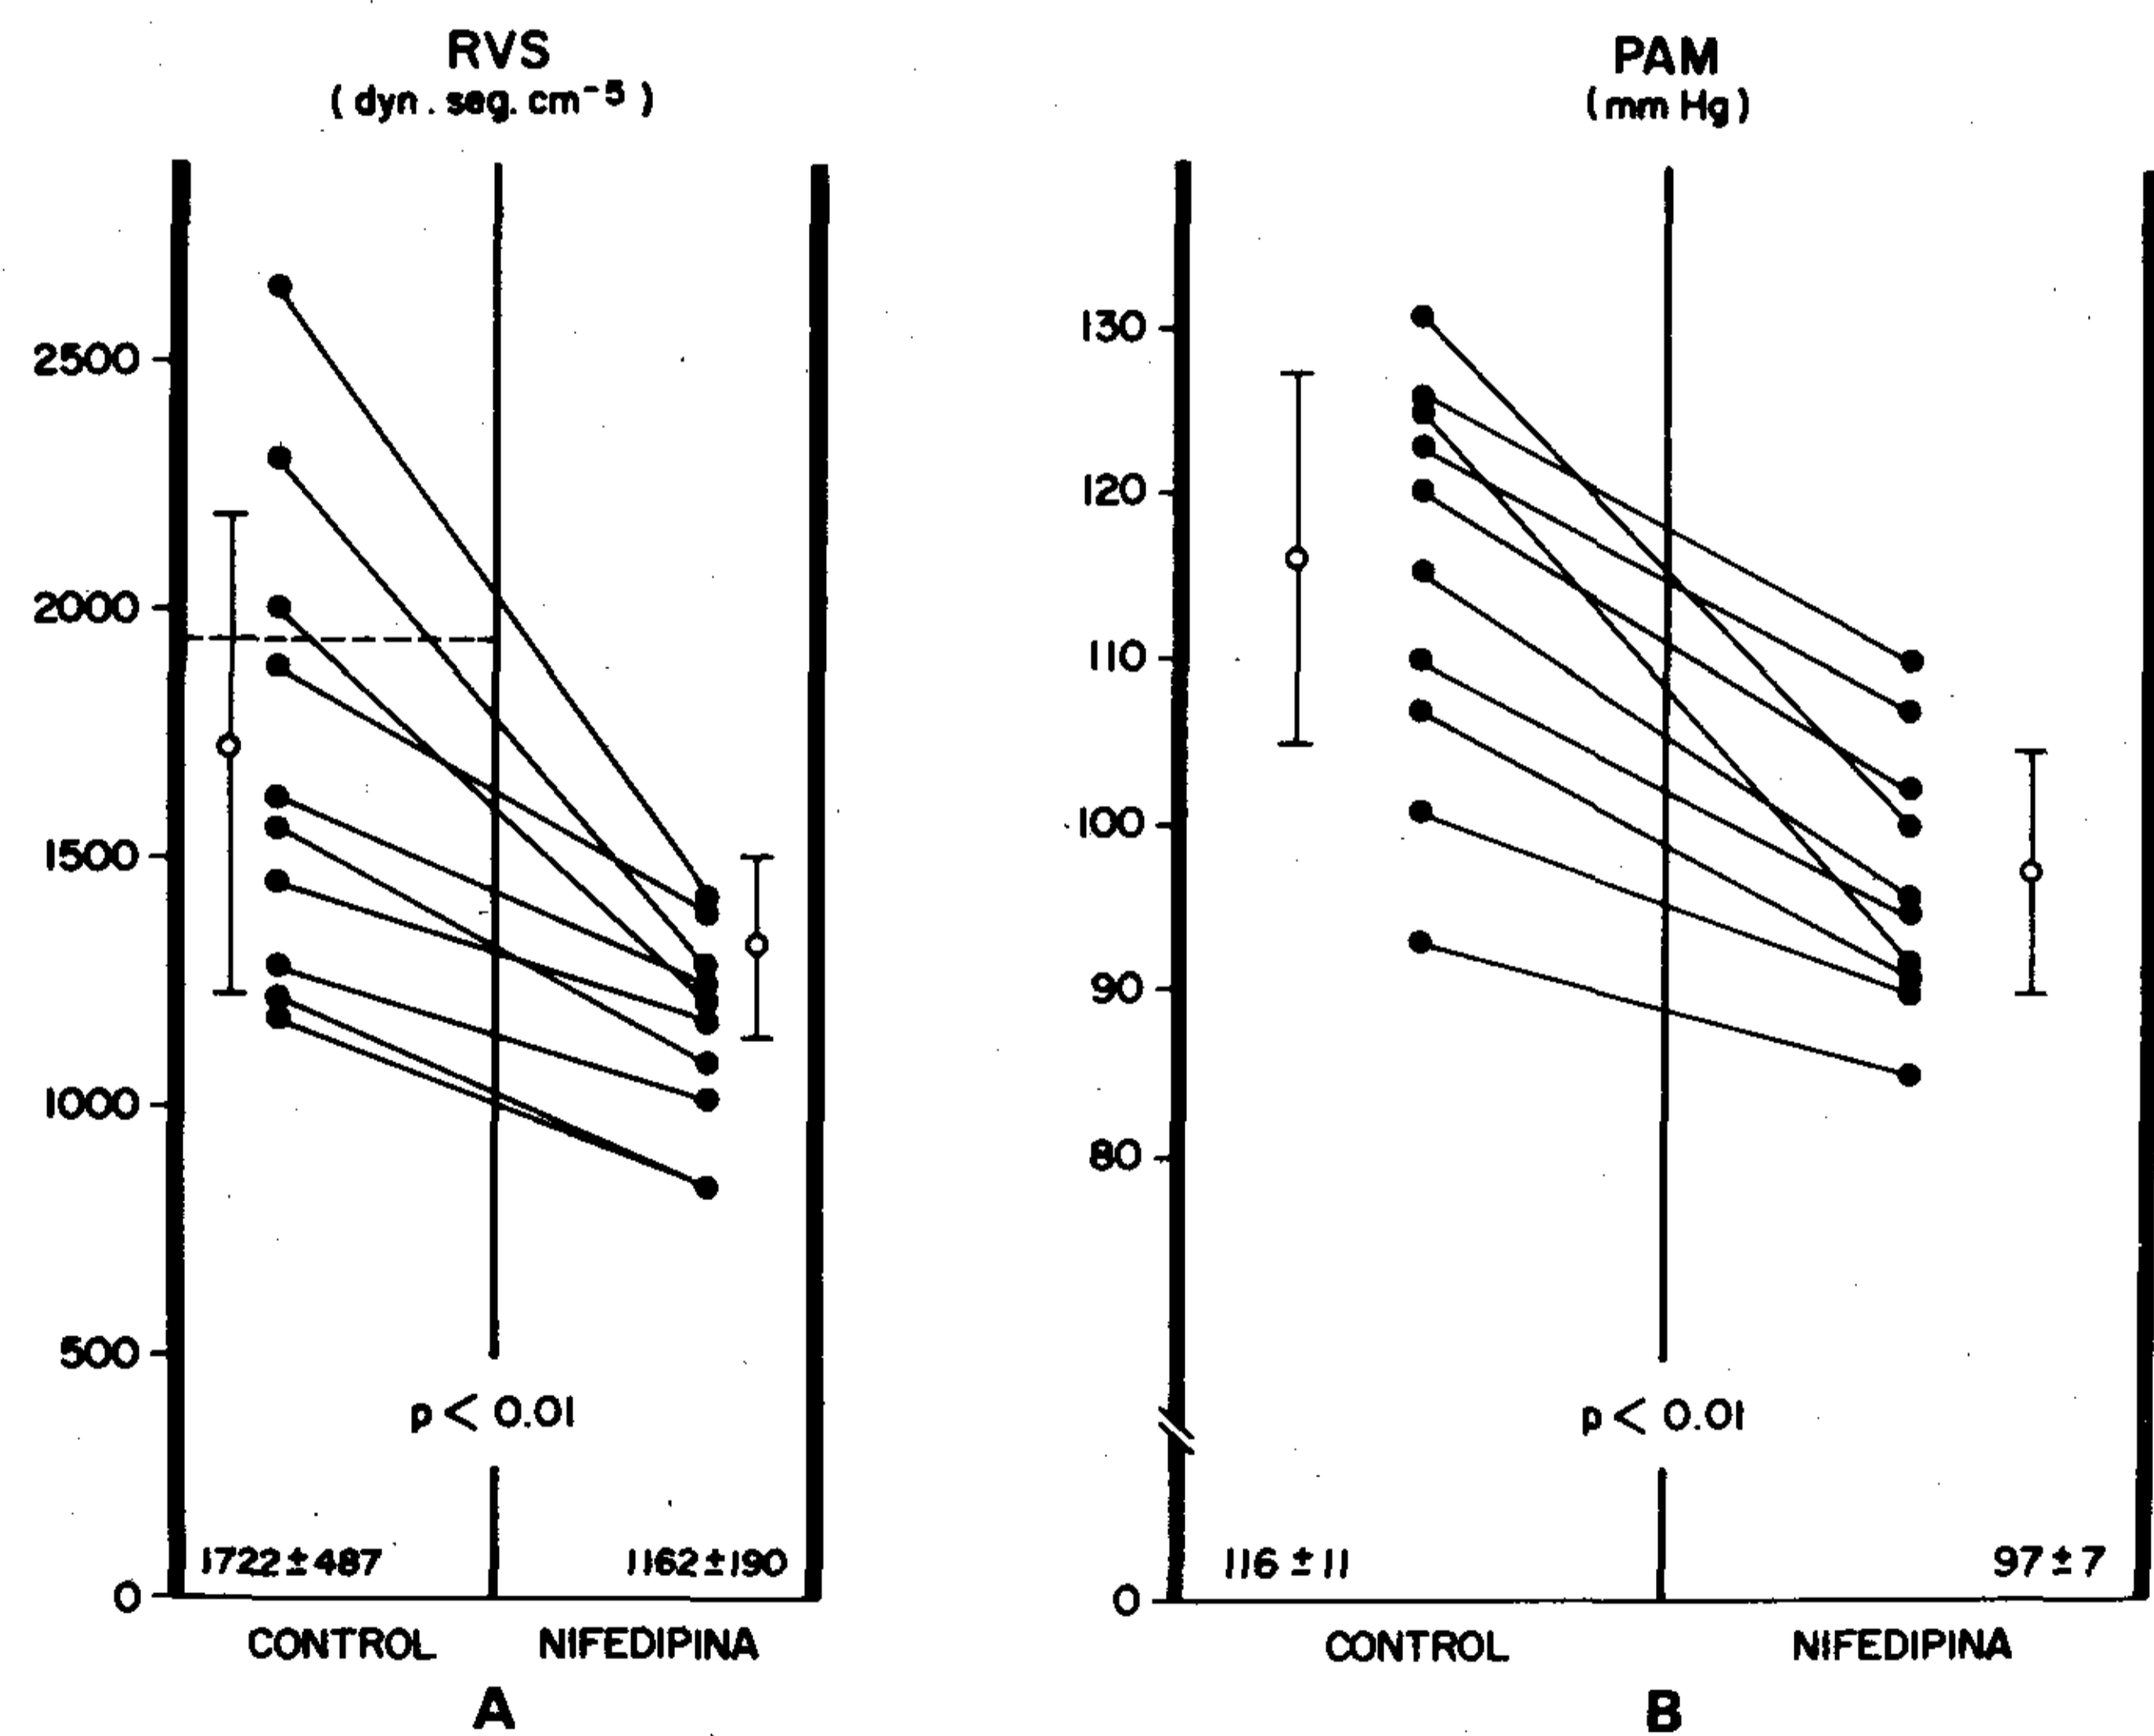 RVS
(dyn. seg. cm⁻⁵)
2500
2000
1500
1000
500
0
p < 0.01
1722±487 1162±190
CONTROL NIFEDIPINA
A
PAM
(mm Hg)
130
120
110
100
90
80
0
p < 0.01
116 ± 11 97 ± 7
CONTROL NIFEDIPINA
B